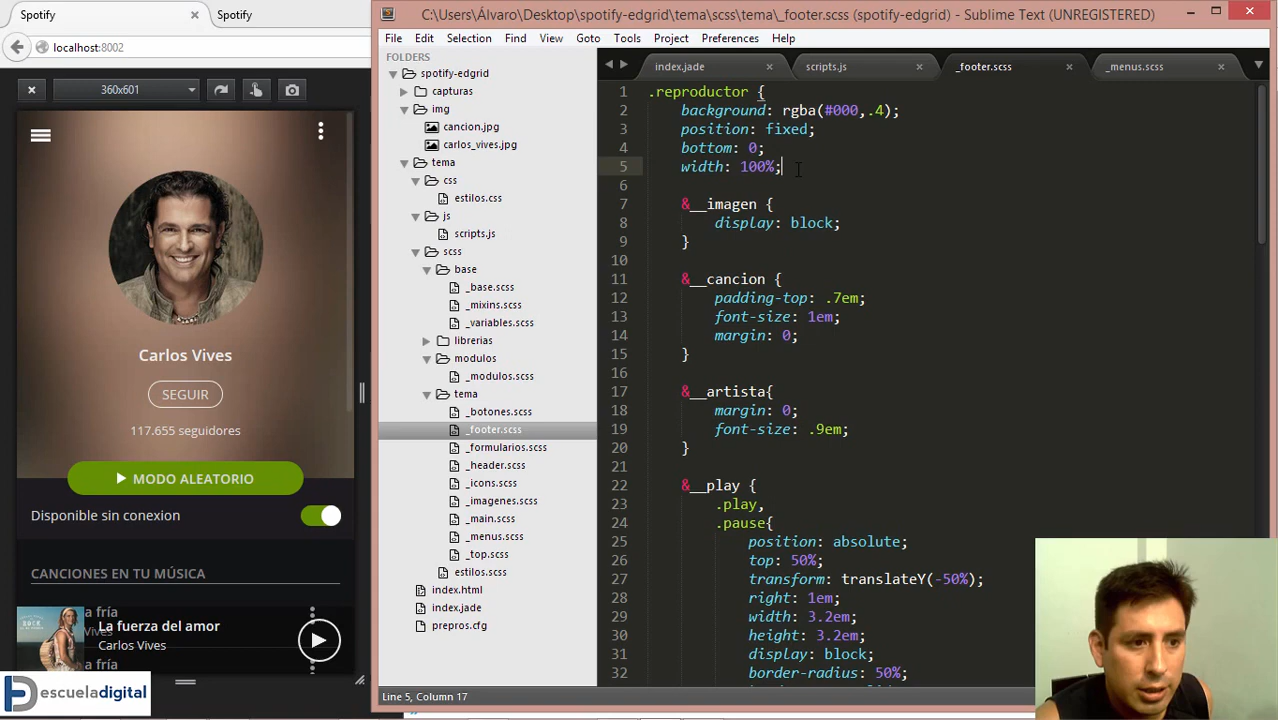 Spotify
Spotify
localhost:8002
360x601
Carlos Vives
SEGUIR
117.655 seguidores
MODO ALEATORIO
Disponible sin conexion
CANCIONES EN TU MÚSICA
a fría
La fuerza del amor
Vives
Carlos Vives
a fría
escueladigital
C:\Users\Álvaro\Desktop\spotify-edgrid\tema\scss\tema\_footer.scss (spotify-edgrid) - Sublime Text (UNREGISTERED)
File Edit Selection Find View Goto Tools Project Preferences Help
FOLDERS
spotify-edgrid
capturas
img
cancion.jpg
carlos_vives.jpg
tema
css
estilos.css
js
scripts.js
scss
base
_base.scss
_mixins.scss
_variables.scss
librerias
modulos
_modulos.scss
tema
_botones.scss
_footer.scss
_formularios.scss
_header.scss
_icons.scss
_imagenes.scss
_main.scss
_menus.scss
_top.scss
estilos.scss
index.html
index.jade
prepros.cfg
index.jade scripts.js _footer.scss _menus.scss
1 .reproductor {
2 background: rgba(#000,.4);
3 position: fixed;
4 bottom: 0;
5 width: 100%;
6
7 &__imagen {
8 display: block;
9 }
10
11 &__cancion {
12 padding-top: .7em;
13 font-size: 1em;
14 margin: 0;
15 }
16
17 &__artista{
18 margin: 0;
19 font-size: .9em;
20 }
21
22 &__play {
23 .play,
24 .pause{
25 position: absolute;
26 top: 50%;
27 transform: translateY(-50%);
28 right: 1em;
29 width: 3.2em;
30 height: 3.2em;
31 display: block;
32 border-radius: 50%;
Line 5, Column 17